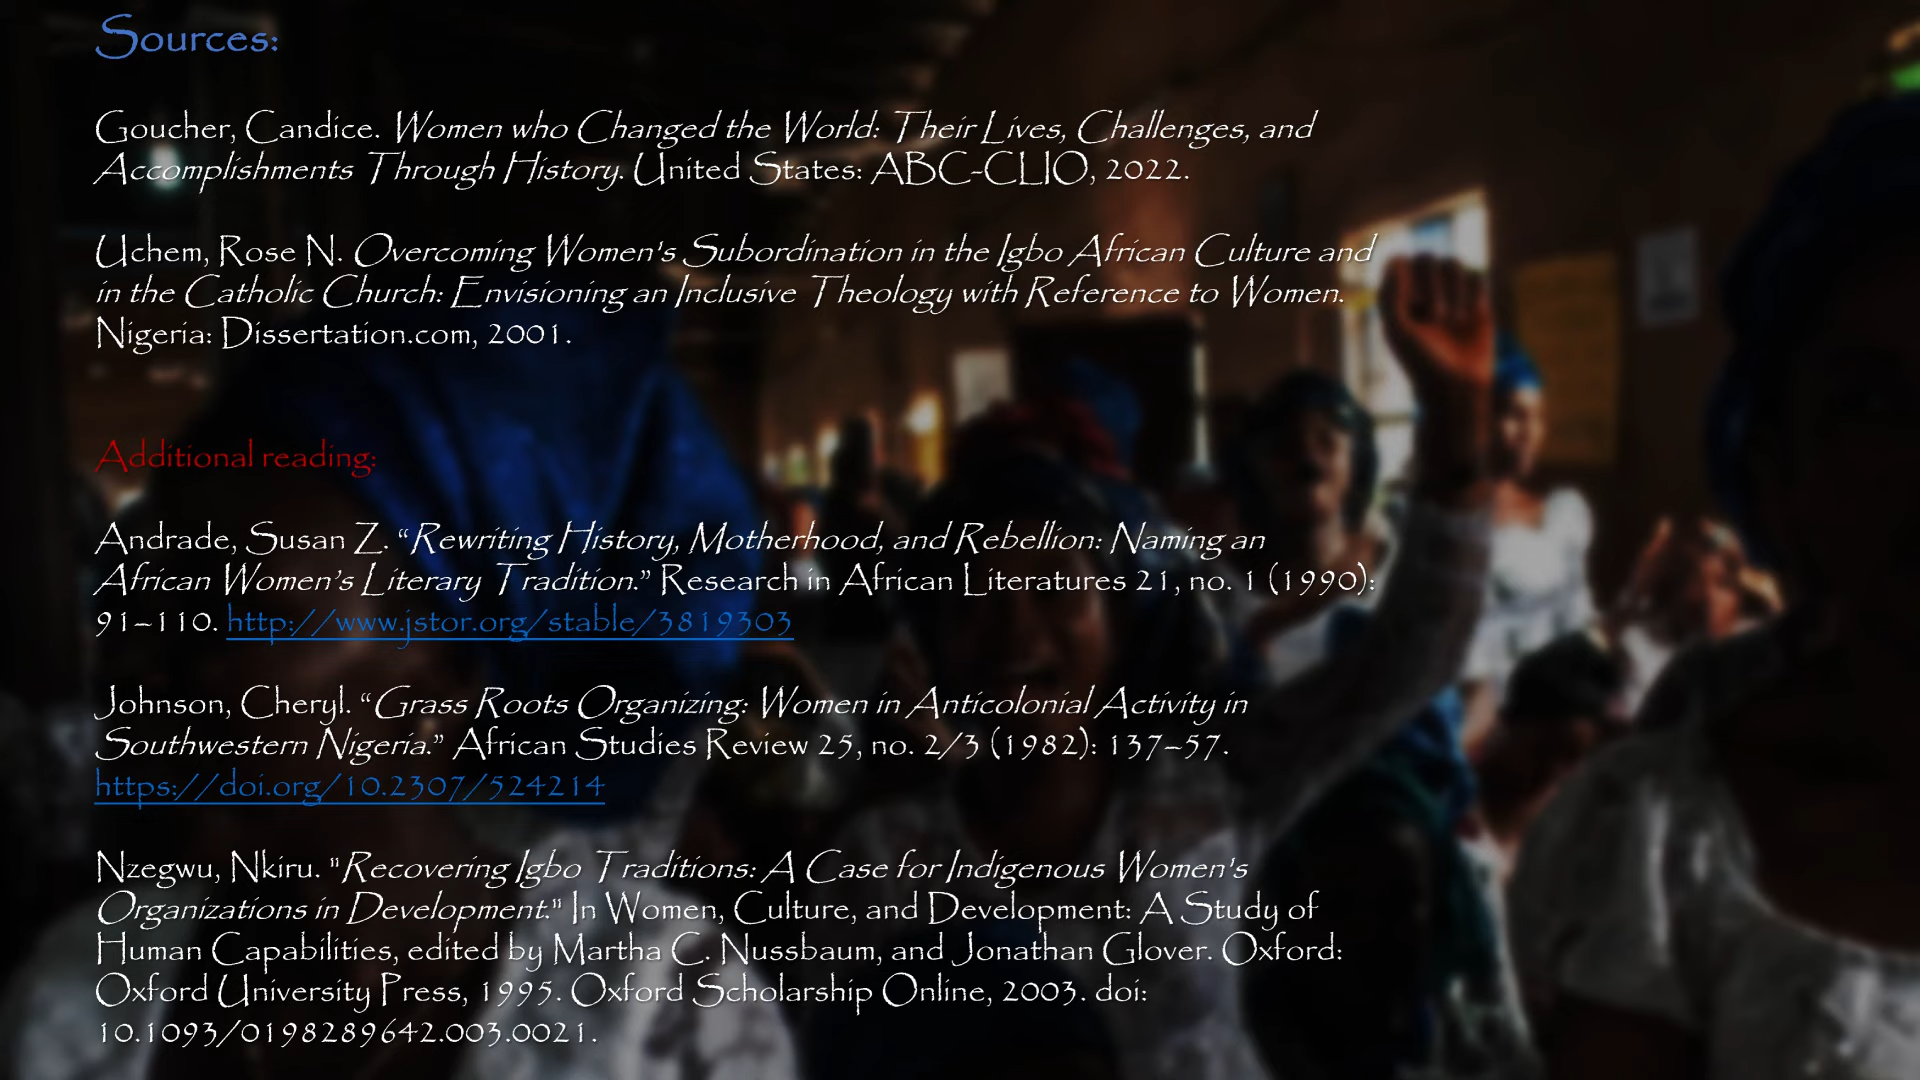 Sources:
Goucher, Candice. Women who Changed the World: Their Lives, Challenges, and
Accomplishments Through History. United States: ABC-CLIO, 2022.
Uchem, Rose N. Overcoming Women's Subordination in the Igbo African Culture and
in the Catholic Church: Envisioning an Inclusive Theology with Reference to Women.
Nigeria: Dissertation.com, 2001.
Additional reading:
Andrade, Susan Z. “Rewriting History, Motherhood, and Rebellion: Naming an
African Women’s Literary Tradition.” Research in African Literatures 21, no. 1 (1990):
91–110. http://www.jstor.org/stable/3819303
Johnson, Cheryl. “Grass Roots Organizing: Women in Anticolonial Activity in
Southwestern Nigeria.” African Studies Review 25, no. 2/3 (1982): 137–57.
https://doi.org/10.2307/524214
Nzegwu, Nkiru. "Recovering Igbo Traditions: A Case for Indigenous Women's
Organizations in Development." In Women, Culture, and Development: A Study of
Human Capabilities, edited by Martha C. Nussbaum, and Jonathan Glover. Oxford:
Oxford University Press, 1995. Oxford Scholarship Online, 2003. doi:
10.1093/0198289642.003.0021.